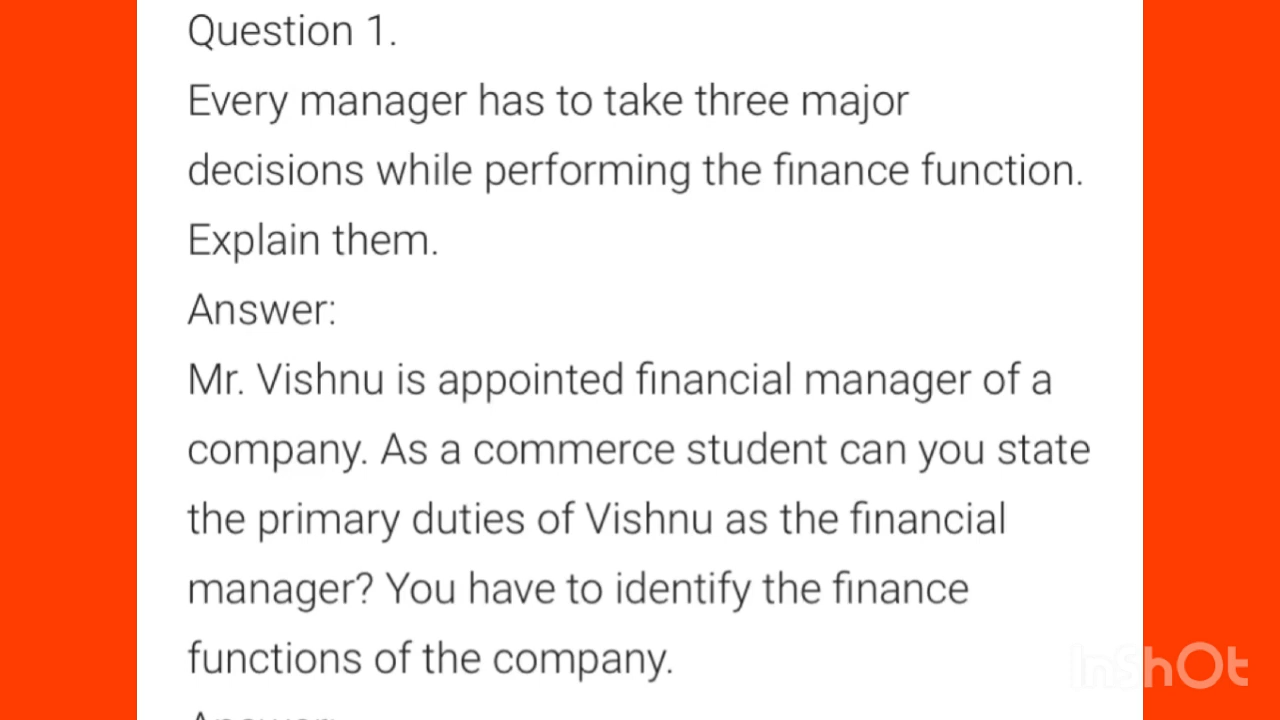 Question 1.
Every manager has to take three major
decisions while performing the finance function.
Explain them.
Answer:
Mr. Vishnu is appointed financial manager of a
company. As a commerce student can you state
the primary duties of Vishnu as the financial
manager? You have to identify the finance
functions of the company.
InShOt